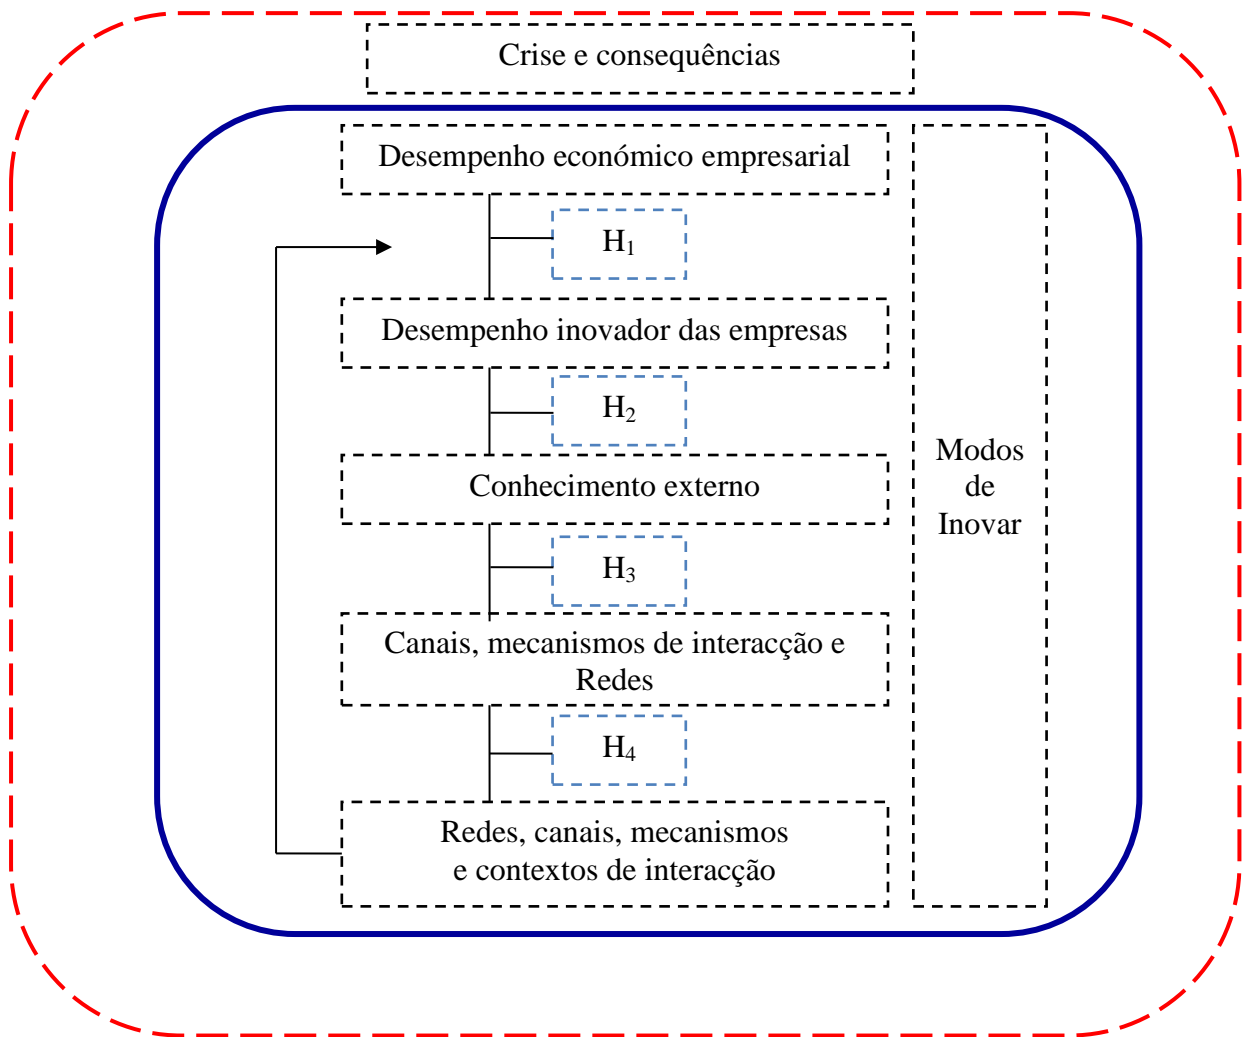 Crise e consequências
Desempenho económico empresarial
H₁
Desempenho inovador das empresas
H₂
Conhecimento externo
H₃
Canais, mecanismos de interacção e
Redes
H₄
Redes, canais, mecanismos
e contextos de interacção
Modos
de
Inovar